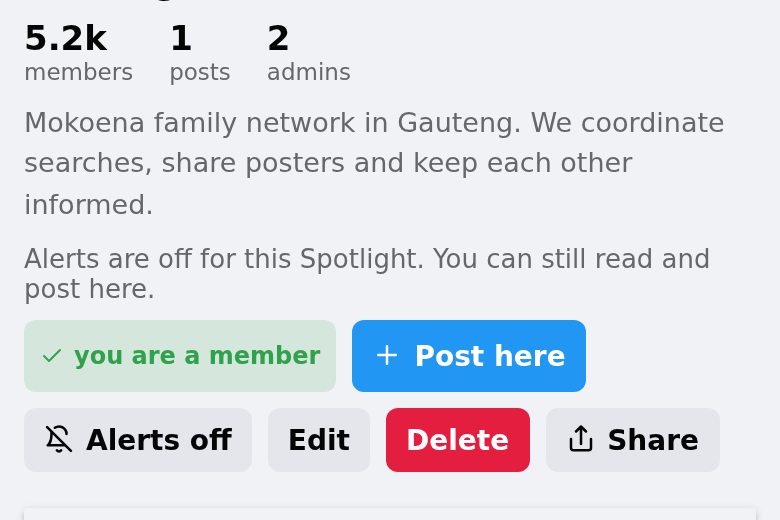 5.2k 1 2
members posts admins
Mokoena family network in Gauteng. We coordinate
searches, share posters and keep each other
informed.
Alerts are off for this Spotlight. You can still read and
post here.
you are a member Post here
Alerts off Edit Delete Share